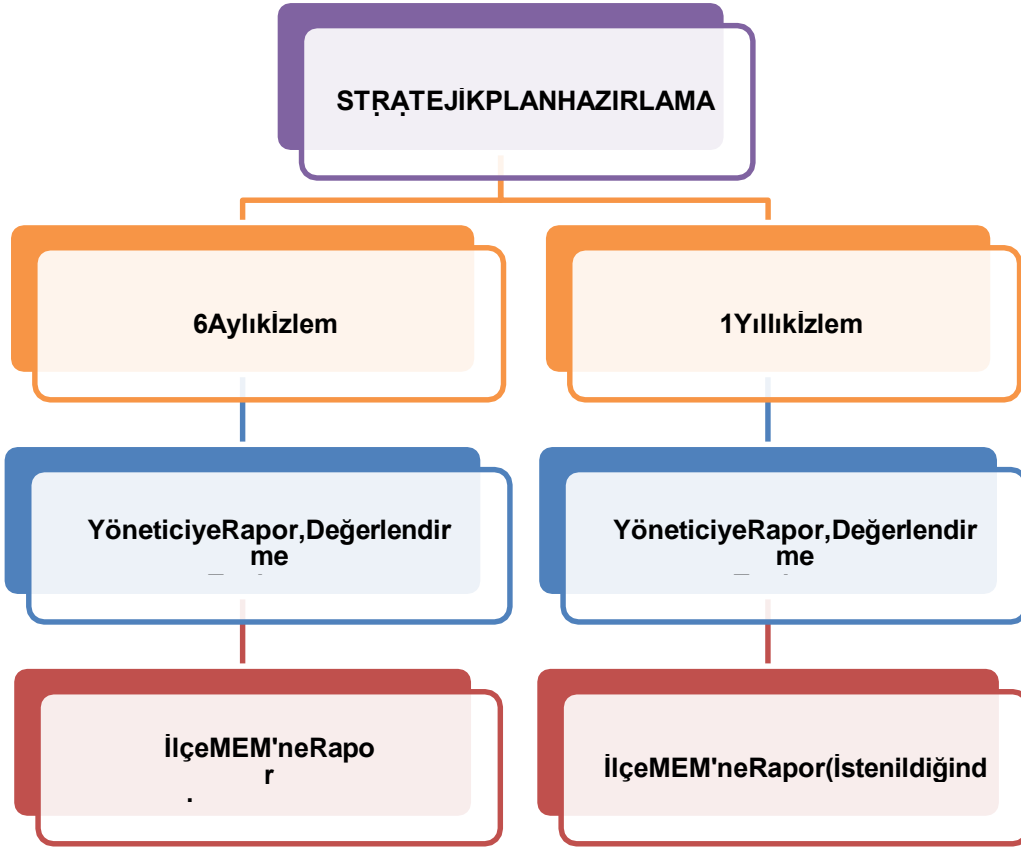 STRATEJİKPLANHAZIRLAMA
6Aylıkİzlem
1Yıllıkİzlem
YöneticiyeRapor,Değerlendir
me
YöneticiyeRapor,Değerlendir
me
İlçeMEM'neRapo
r
İlçeMEM'neRapor(İstenildiğind